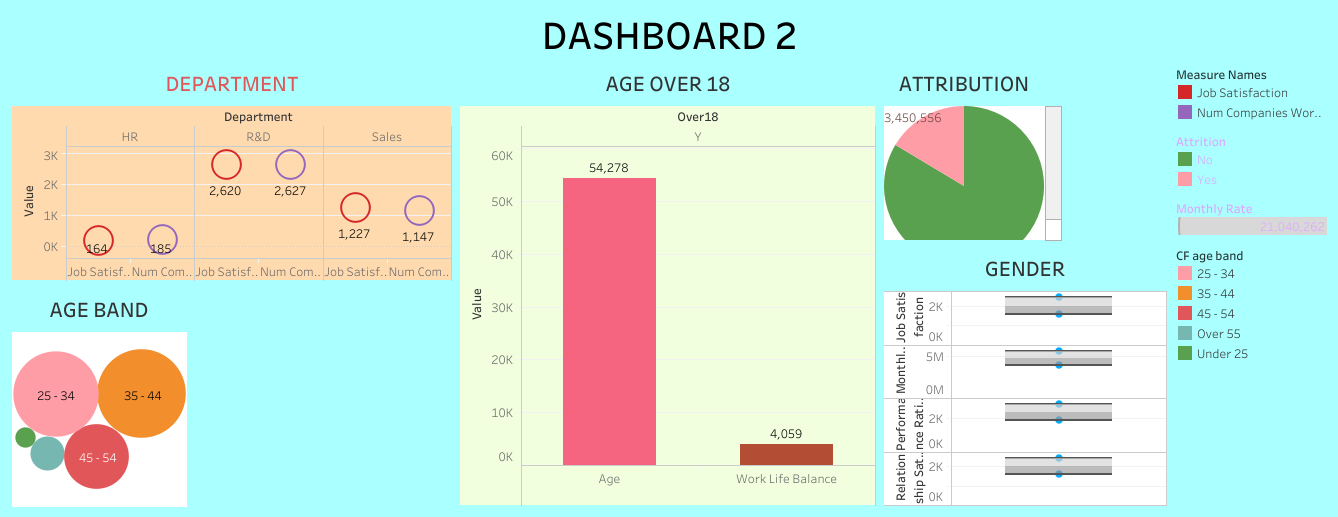 DASHBOARD 2
DEPARTMENT
Department
HR R&D Sales
Value
3K
2K
1K
0K
164 185 2,620 2,627 1,227 1,147
Job Satisf.. Num Com.. Job Satisf.. Num Com.. Job Satisf.. Num Com..
AGE BAND
25 - 34
35 - 44
45 - 54
AGE OVER 18
Over18
Y
Value
60K
50K
40K
30K
20K
10K
0K
54,278
4,059
Age Work Life Balance
ATTRIBUTION
3,450,556
GENDER
Job Satis
faction
2K
0K
Monthl..
5M
0M
Performa
nce Rati..
2K
0K
Relation
ship Sat..
2K
0K
Measure Names
Job Satisfaction
Num Companies Wor..
Attrition
No
Yes
Monthly Rate
21,040,262
CF age band
25 - 34
35 - 44
45 - 54
Over 55
Under 25